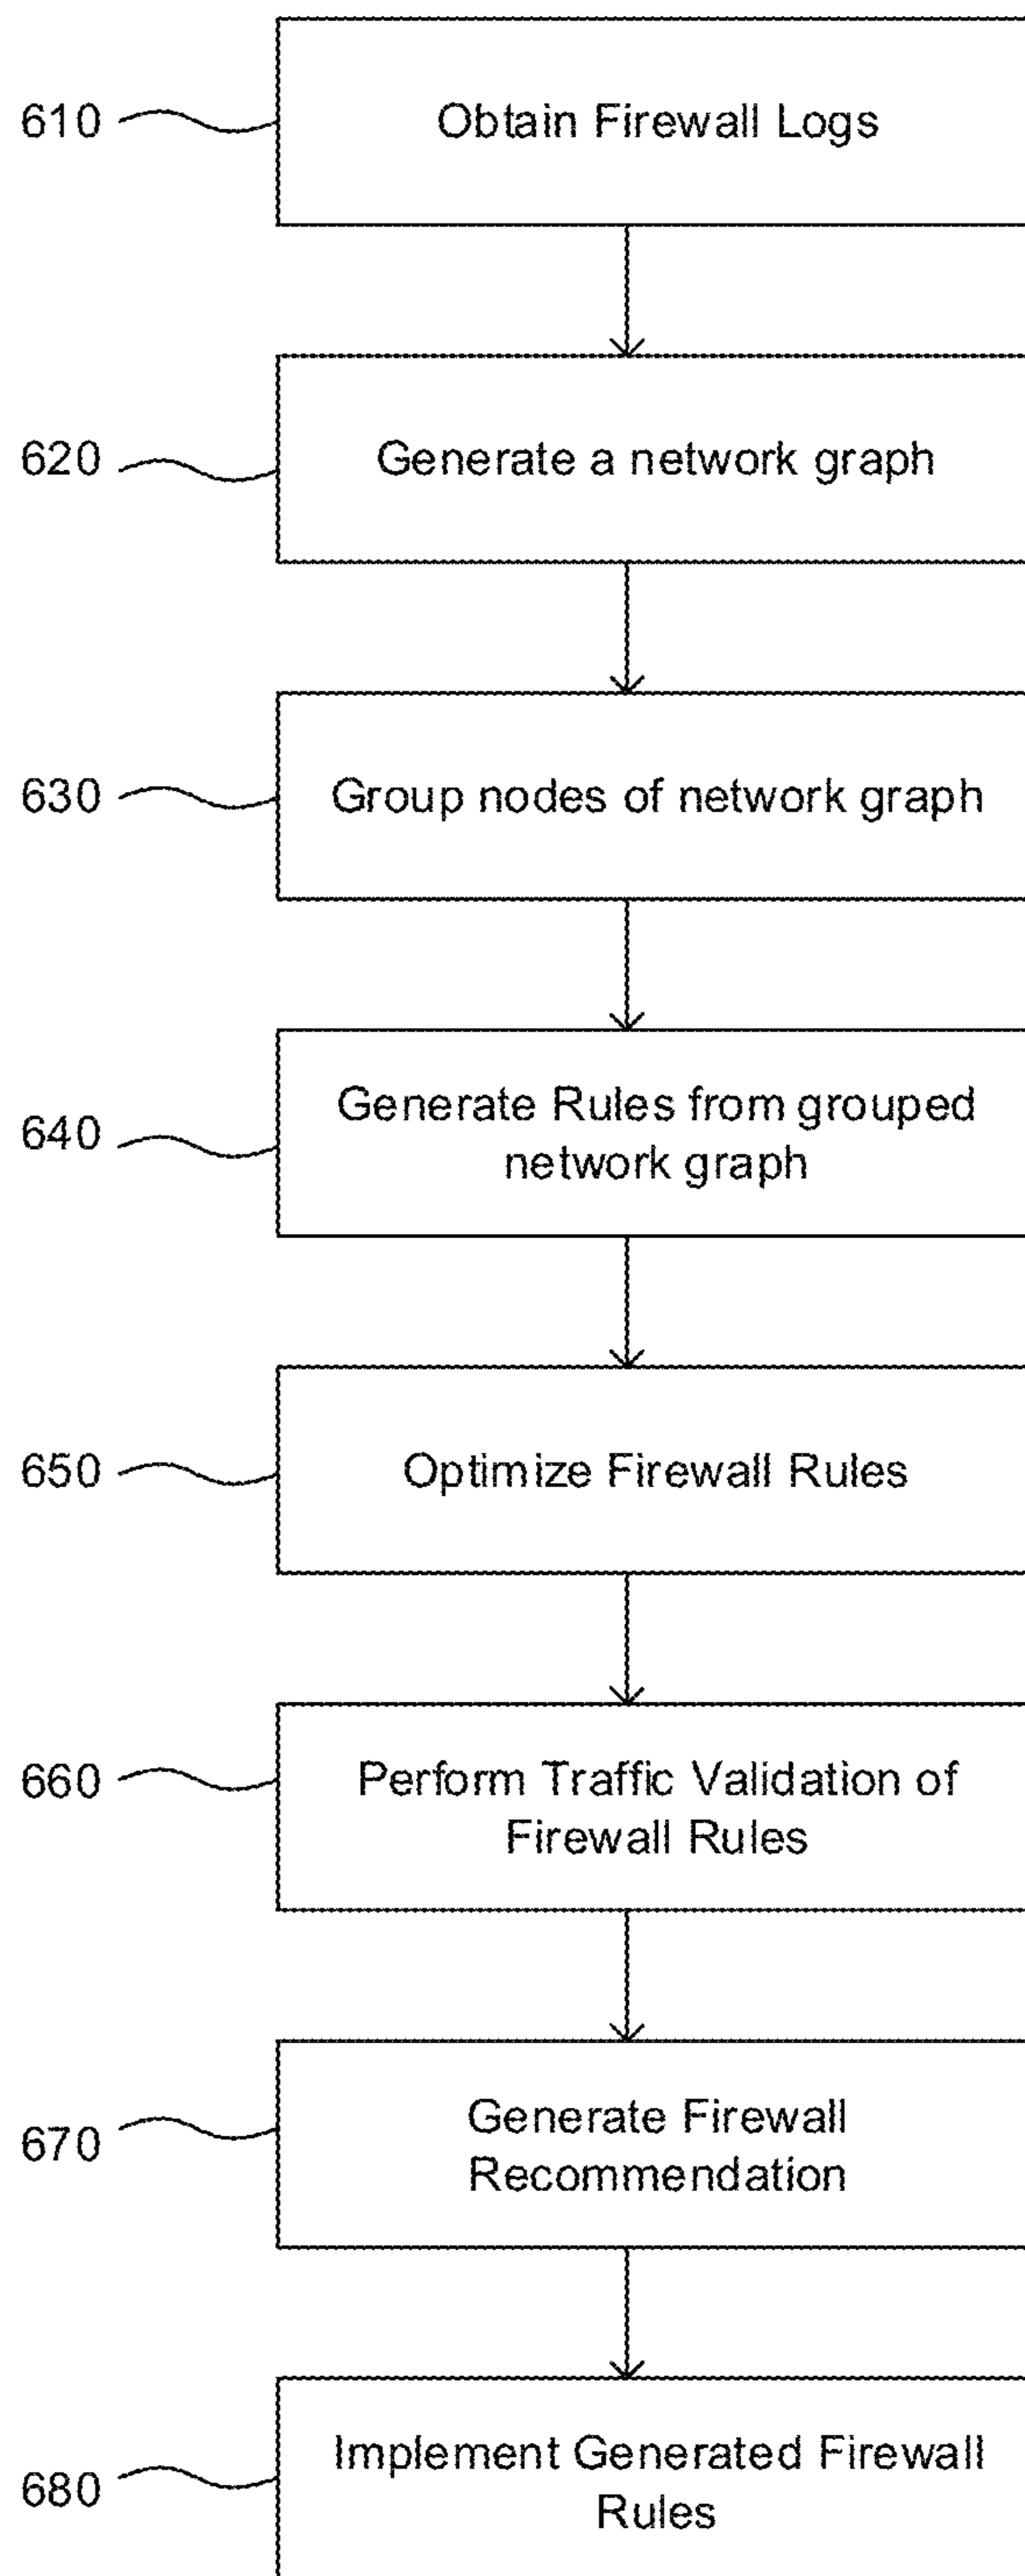 610
Obtain Firewall Logs
620
Generate a network graph
630
Group nodes of network graph
640
Generate Rules from grouped
network graph
650
Optimize Firewall Rules
660
Perform Traffic Validation of
Firewall Rules
670
Generate Firewall
Recommendation
680
Implement Generated Firewall
Rules